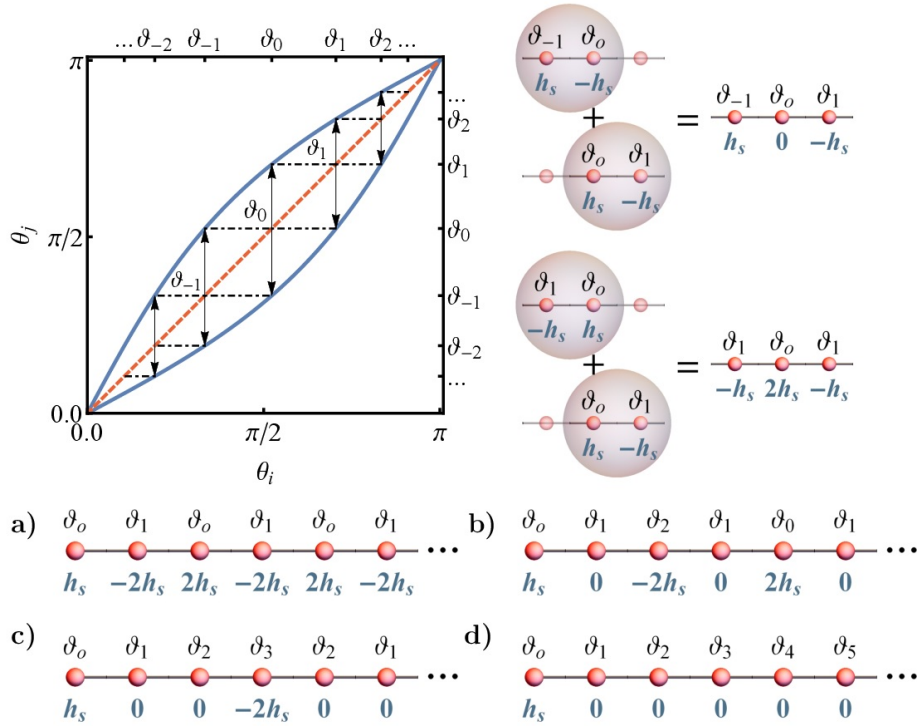 ... ϑ₋₂ ϑ₋₁ ϑ₀ ϑ₁ ϑ₂ ...
π
π/2
0.0
θⱼ
ϑ₁
ϑ₀
ϑ₋₁
...
ϑ₂
ϑ₁
ϑ₀
ϑ₋₁
ϑ₋₂
...
0.0 π/2 π
θᵢ
ϑ₋₁ ϑₒ
hₛ −hₛ
+
ϑₒ ϑ₁
hₛ −hₛ
=
ϑ₋₁ ϑₒ ϑ₁
hₛ 0 −hₛ
ϑ₁ ϑₒ
−hₛ hₛ
+
ϑₒ ϑ₁
hₛ −hₛ
=
ϑ₁ ϑₒ ϑ₁
−hₛ 2hₛ −hₛ
a) ϑₒ ϑ₁ ϑₒ ϑ₁ ϑₒ ϑ₁
...
hₛ −2hₛ 2hₛ −2hₛ 2hₛ −2hₛ
b) ϑₒ ϑ₁ ϑ₂ ϑ₁ ϑ₀ ϑ₁
...
hₛ 0 −2hₛ 0 2hₛ 0
c) ϑₒ ϑ₁ ϑ₂ ϑ₃ ϑ₂ ϑ₁
...
hₛ 0 0 −2hₛ 0 0
d) ϑₒ ϑ₁ ϑ₂ ϑ₃ ϑ₄ ϑ₅
...
hₛ 0 0 0 0 0